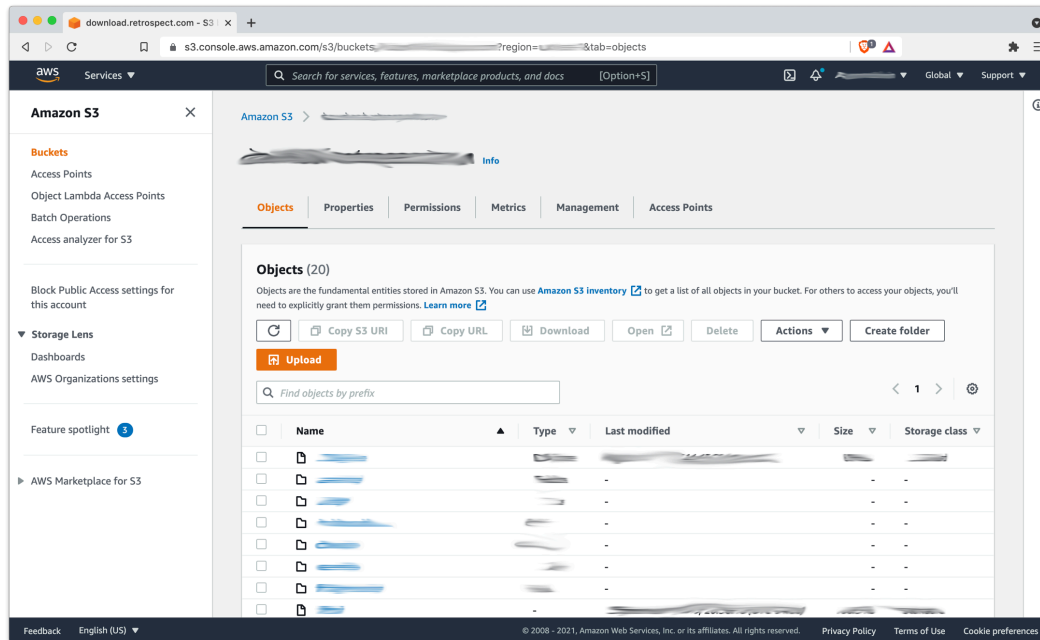 download.retrospect.com - S3
s3.console.aws.amazon.com/s3/buckets ?region= &tab=objects
aws Services Search for services, features, marketplace products, and docs [Option+S] Global Support
Amazon S3
Buckets
Access Points
Object Lambda Access Points
Batch Operations
Access analyzer for S3
Block Public Access settings for
this account
Storage Lens
Dashboards
AWS Organizations settings
Feature spotlight 3
AWS Marketplace for S3
Amazon S3
Info
Objects Properties Permissions Metrics Management Access Points
Objects (20)
Objects are the fundamental entities stored in Amazon S3. You can use Amazon S3 inventory to get a list of all objects in your bucket. For others to access your objects, you'll
need to explicitly grant them permissions. Learn more
Copy S3 URI Copy URL Download Open Delete Actions Create folder
Upload
Find objects by prefix 1
Name Type Last modified Size Storage class
- - -
- - -
- - -
- - -
- - -
- - -
-
Feedback English (US) © 2008 - 2021, Amazon Web Services, Inc. or its affiliates. All rights reserved. Privacy Policy Terms of Use Cookie preferences